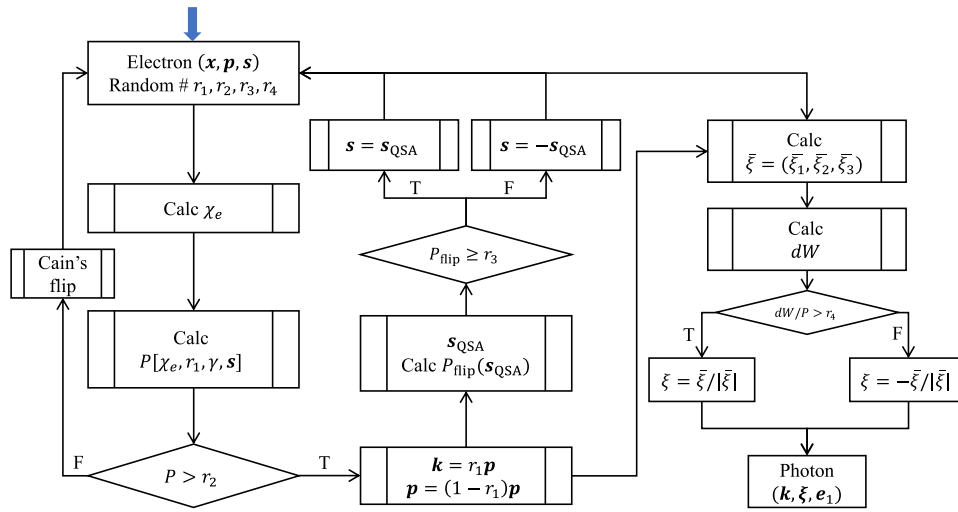 Electron (𝒙, 𝒑, 𝒔)
Random # r₁, r₂, r₃, r₄
Calc χₑ
Cain's
flip
Calc
P[χₑ, r₁, γ, 𝒔]
F
P > r₂
T
𝒌 = r₁𝒑
𝒑 = (1 − r₁)𝒑
𝒔_QSA
Calc P_flip(𝒔_QSA)
P_flip ≥ r₃
T
F
𝒔 = 𝒔_QSA
𝒔 = −𝒔_QSA
Calc
ξ̄ = (ξ̄₁, ξ̄₂, ξ̄₃)
Calc
dW
dW/P > r₄
T
F
ξ = ξ̄/|ξ̄|
ξ = −ξ̄/|ξ̄|
Photon
(𝒌, 𝝃, 𝒆₁)